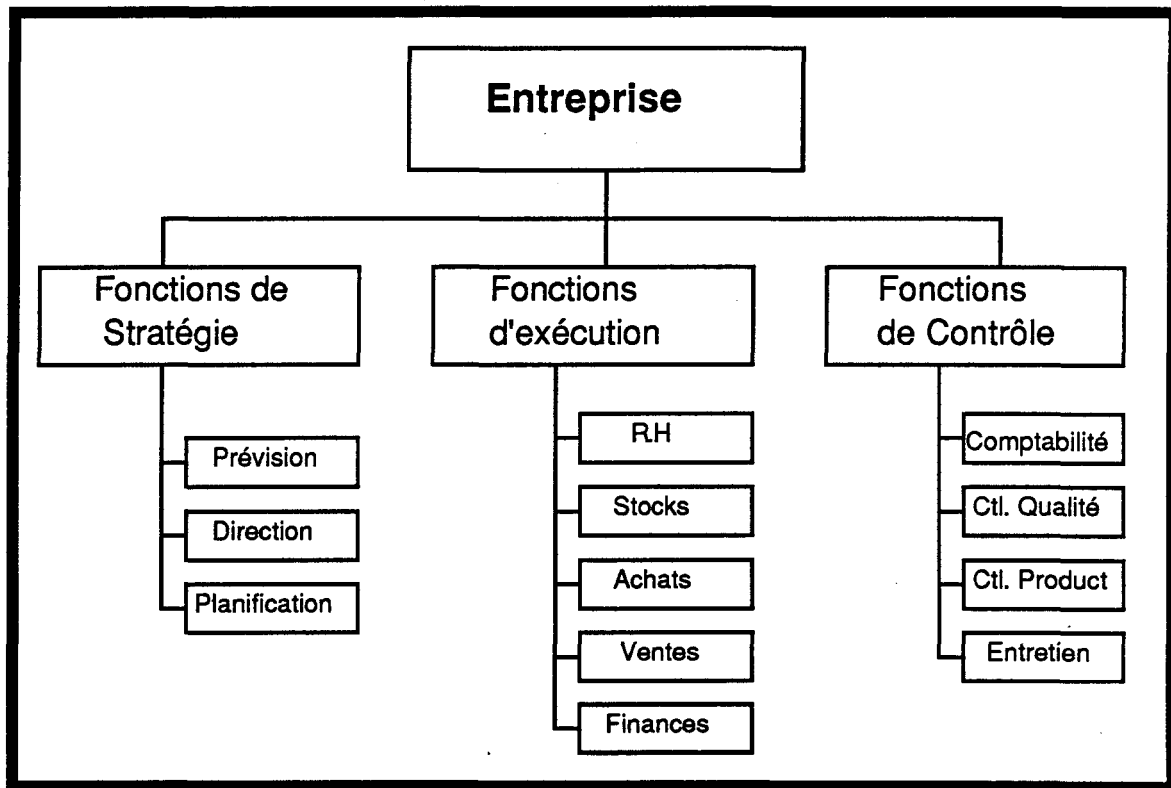 Entreprise
Fonctions de
Stratégie
Prévision
Direction
Planification
Fonctions
d'exécution
R.H
Stocks
Achats
Ventes
Finances
Fonctions
de Contrôle
Comptabilité
Ctl. Qualité
Ctl. Product
Entretien